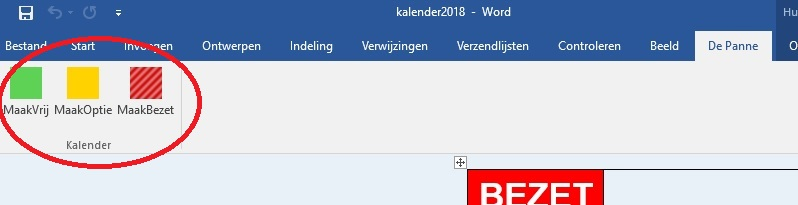 kalender2018 - Word
Hu
Bestand Start Invoegen Ontwerpen Indeling Verwijzingen Verzendlijsten Controleren Beeld De Panne O
MaakVrij MaakOptie MaakBezet
Kalender
BEZET